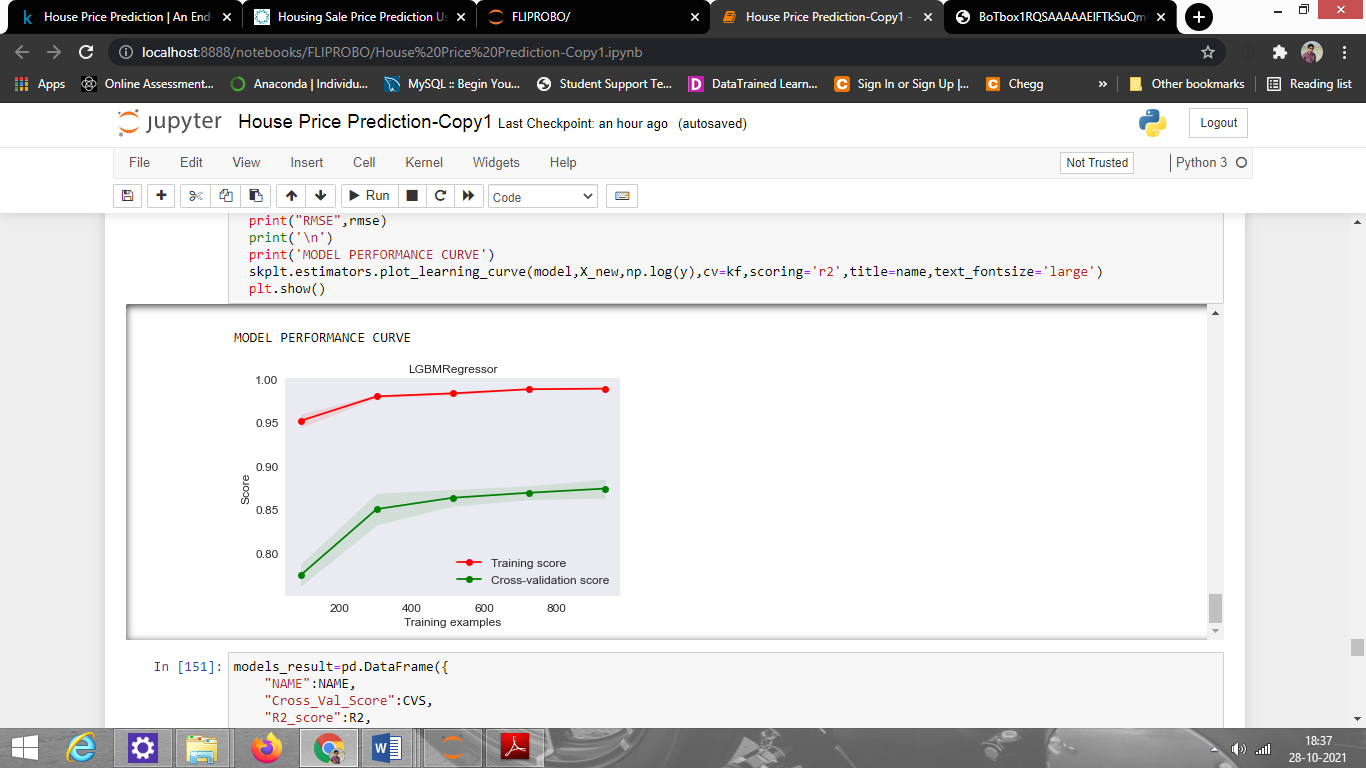 House Price Prediction | An End
Housing Sale Price Prediction Us
FLIPROBO/
House Price Prediction-Copy1 -
BoTbox1RQSAAAAAElFTkSuQm
localhost:8888/notebooks/FLIPROBO/House%20Price%20Prediction-Copy1.ipynb
Apps Online Assessment... Anaconda | Individu... MySQL :: Begin You... Student Support Te... DataTrained Learn... Sign In or Sign Up |... Chegg » Other bookmarks Reading list
jupyter House Price Prediction-Copy1 Last Checkpoint: an hour ago (autosaved) Logout
File Edit View Insert Cell Kernel Widgets Help Not Trusted Python 3
Run Code
print("RMSE",rmse)
print('\n')
print('MODEL PERFORMANCE CURVE')
skplt.estimators.plot_learning_curve(model,X_new,np.log(y),cv=kf,scoring='r2',title=name,text_fontsize='large')
plt.show()
MODEL PERFORMANCE CURVE
LGBMRegressor
1.00
0.95
0.90
0.85
0.80
Score
Training score
Cross-validation score
200 400 600 800
Training examples
In [151]: models_result=pd.DataFrame({
"NAME":NAME,
"Cross_Val_Score":CVS,
"R2_score":R2,
18:37
28-10-2021